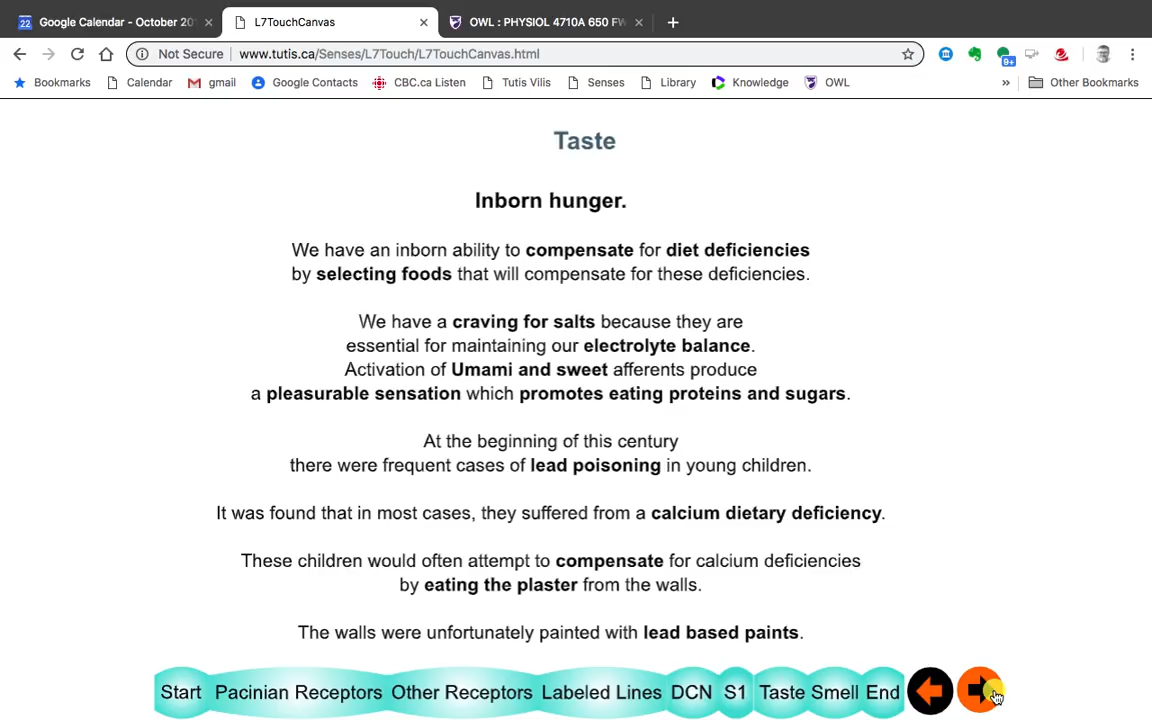 22 Google Calendar - October 20
L7TouchCanvas
OWL : PHYSIOL 4710A 650 FW
Not Secure www.tutis.ca/Senses/L7Touch/L7TouchCanvas.html
9+
Bookmarks Calendar gmail Google Contacts CBC.ca Listen Tutis Vilis Senses Library Knowledge OWL » Other Bookmarks
Taste
Inborn hunger.
We have an inborn ability to compensate for diet deficiencies
by selecting foods that will compensate for these deficiencies.
We have a craving for salts because they are
essential for maintaining our electrolyte balance.
Activation of Umami and sweet afferents produce
a pleasurable sensation which promotes eating proteins and sugars.
At the beginning of this century
there were frequent cases of lead poisoning in young children.
It was found that in most cases, they suffered from a calcium dietary deficiency.
These children would often attempt to compensate for calcium deficiencies
by eating the plaster from the walls.
The walls were unfortunately painted with lead based paints.
Start Pacinian Receptors Other Receptors Labeled Lines DCN S1 Taste Smell End